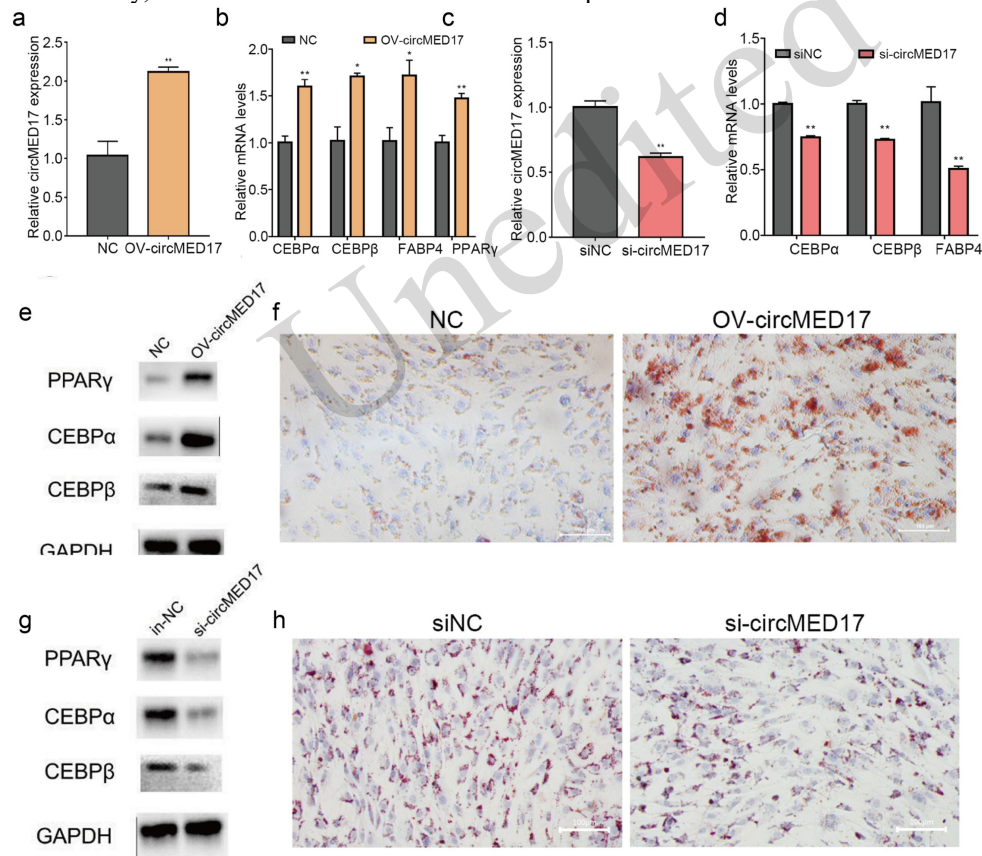 a
2.5
2.0
1.5
1.0
0.5
0.0
Relative circMED17 expression
**
NC OV-circMED17
b
NC OV-circMED17
2.0
1.5
1.0
0.5
0.0
Relative mRNA levels
** * * **
CEBPα CEBPβ FABP4 PPARγ
c
1.5
1.0
0.5
0.0
Relative circMED17 expression
**
siNC si-circMED17
d
siNC si-circMED17
1.5
1.0
0.5
0.0
Relative mRNA levels
** ** **
CEBPα CEBPβ FABP4
Unedited
e
NC OV-circMED17
PPARγ
CEBPα
CEBPβ
GAPDH
f
NC OV-circMED17
g
in-NC si-circMED17
PPARγ
CEBPα
CEBPβ
GAPDH
h
siNC si-circMED17
100μm